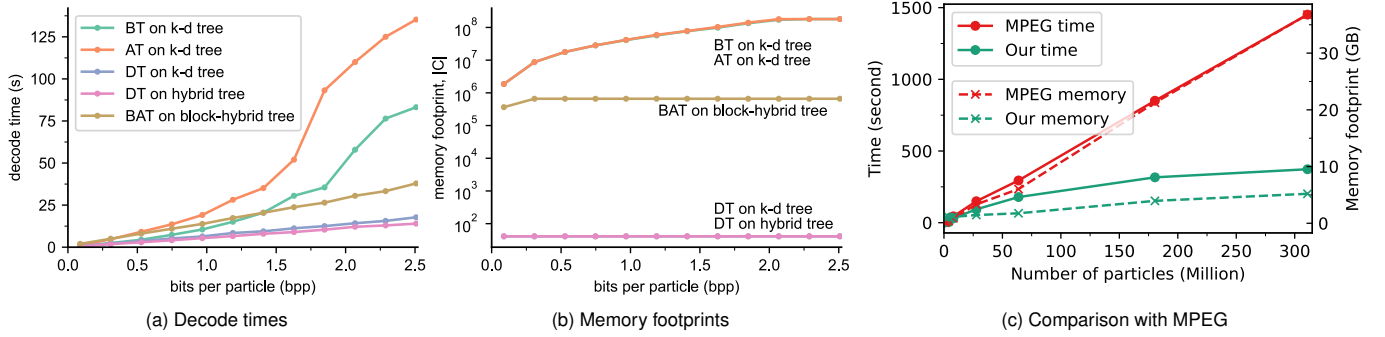 decode time (s)
125
100
75
50
25
0
0.0
0.5
1.0
1.5
2.0
2.5
bits per particle (bpp)
BT on k-d tree
AT on k-d tree
DT on k-d tree
DT on hybrid tree
BAT on block-hybrid tree
(a) Decode times
memory footprint, |C|
10^8
10^7
10^6
10^5
10^4
10^3
10^2
0.0
0.5
1.0
1.5
2.0
2.5
bits per particle (bpp)
BT on k-d tree
AT on k-d tree
BAT on block-hybrid tree
DT on k-d tree
DT on hybrid tree
(b) Memory footprints
Time (second)
1500
1000
500
0
0
50
100
150
200
250
300
Number of particles (Million)
MPEG time
Our time
MPEG memory
Our memory
30
20
10
0
Memory footprint (GB)
(c) Comparison with MPEG